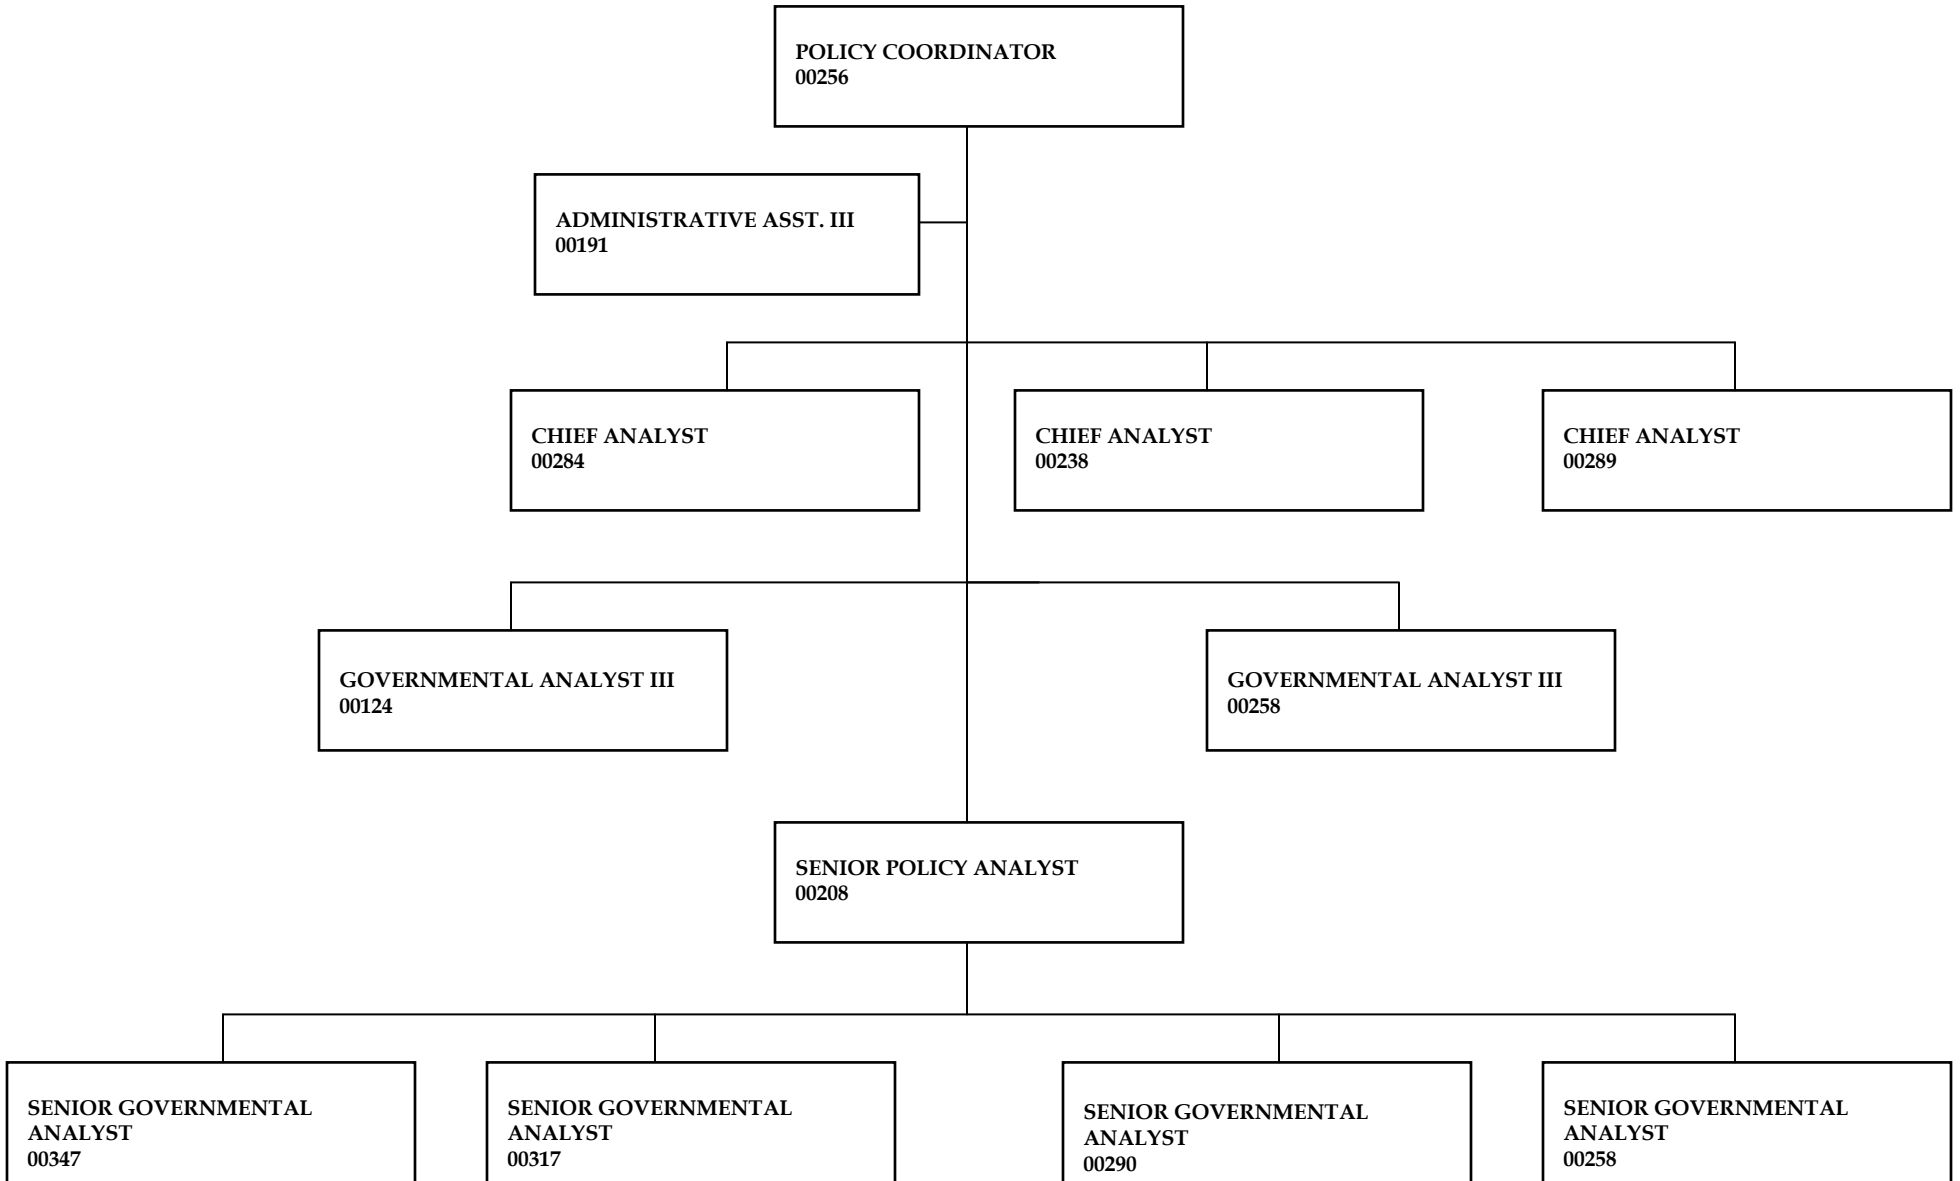 POLICY COORDINATOR
00256
ADMINISTRATIVE ASST. III
00191
CHIEF ANALYST
00284
CHIEF ANALYST
00238
CHIEF ANALYST
00289
GOVERNMENTAL ANALYST III
00124
GOVERNMENTAL ANALYST III
00258
SENIOR POLICY ANALYST
00208
SENIOR GOVERNMENTAL
ANALYST
00347
SENIOR GOVERNMENTAL
ANALYST
00317
SENIOR GOVERNMENTAL
ANALYST
00290
SENIOR GOVERNMENTAL
ANALYST
00258